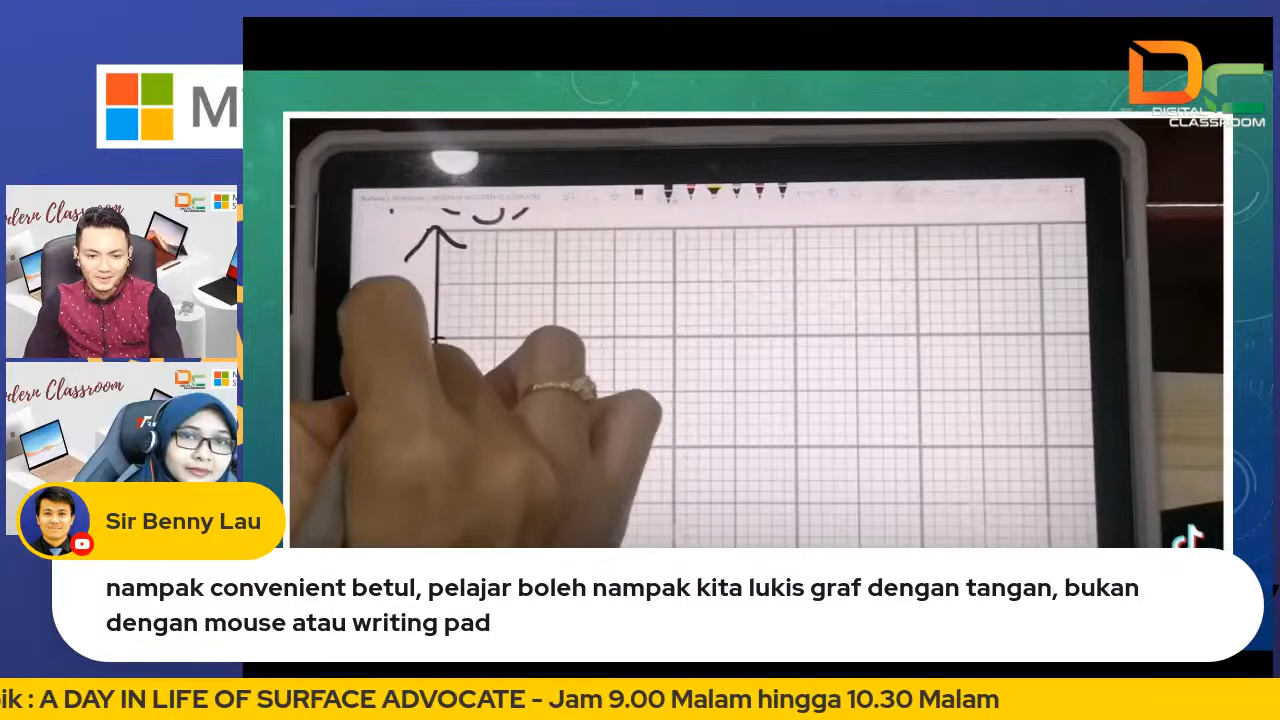 M
DIGITAL
CLASSROOM
dern Classroom
M
S
dern Classroom
M
S
Sir Benny Lau
nampak convenient betul, pelajar boleh nampak kita lukis graf dengan tangan, bukan
dengan mouse atau writing pad
ik : A DAY IN LIFE OF SURFACE ADVOCATE - Jam 9.00 Malam hingga 10.30 Malam